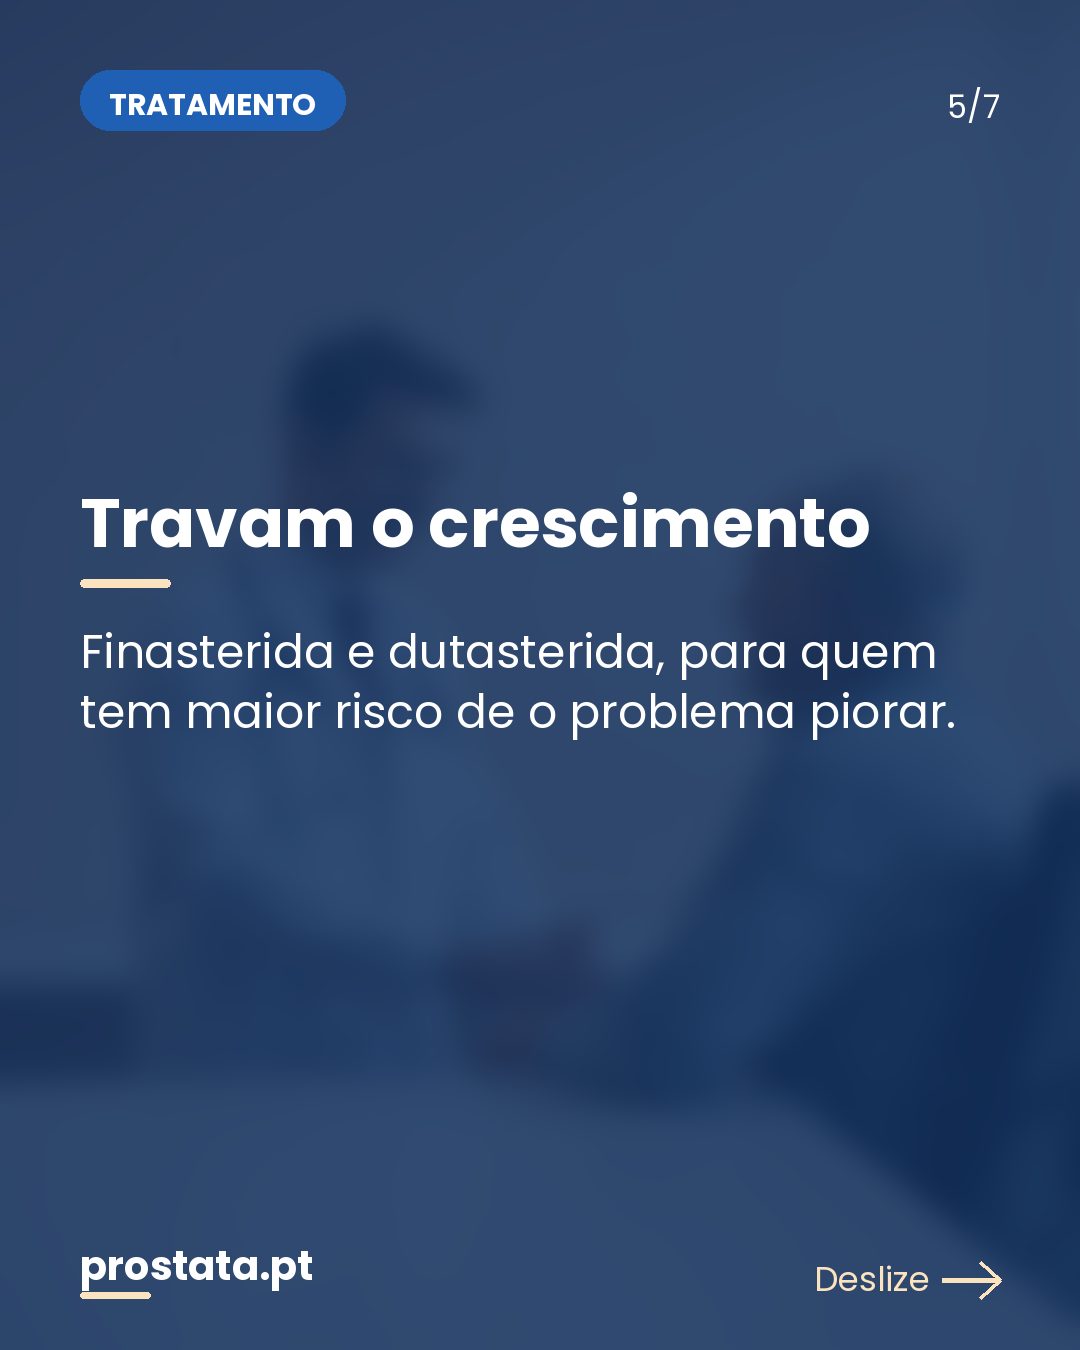 TRATAMENTO
5/7
Travam o crescimento
Finasterida e dutasterida, para quem
tem maior risco de o problema piorar.
prostata.pt
Deslize